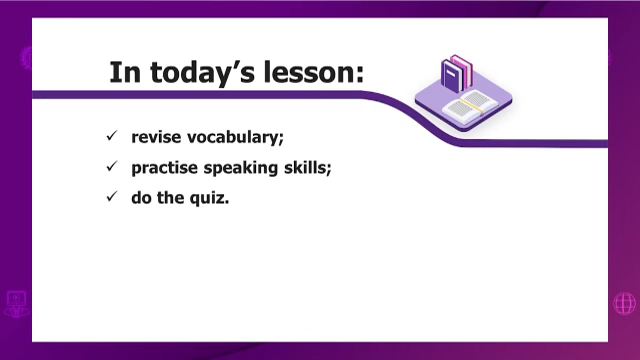 In today’s lesson:
✓ revise vocabulary;
✓ practise speaking skills;
✓ do the quiz.